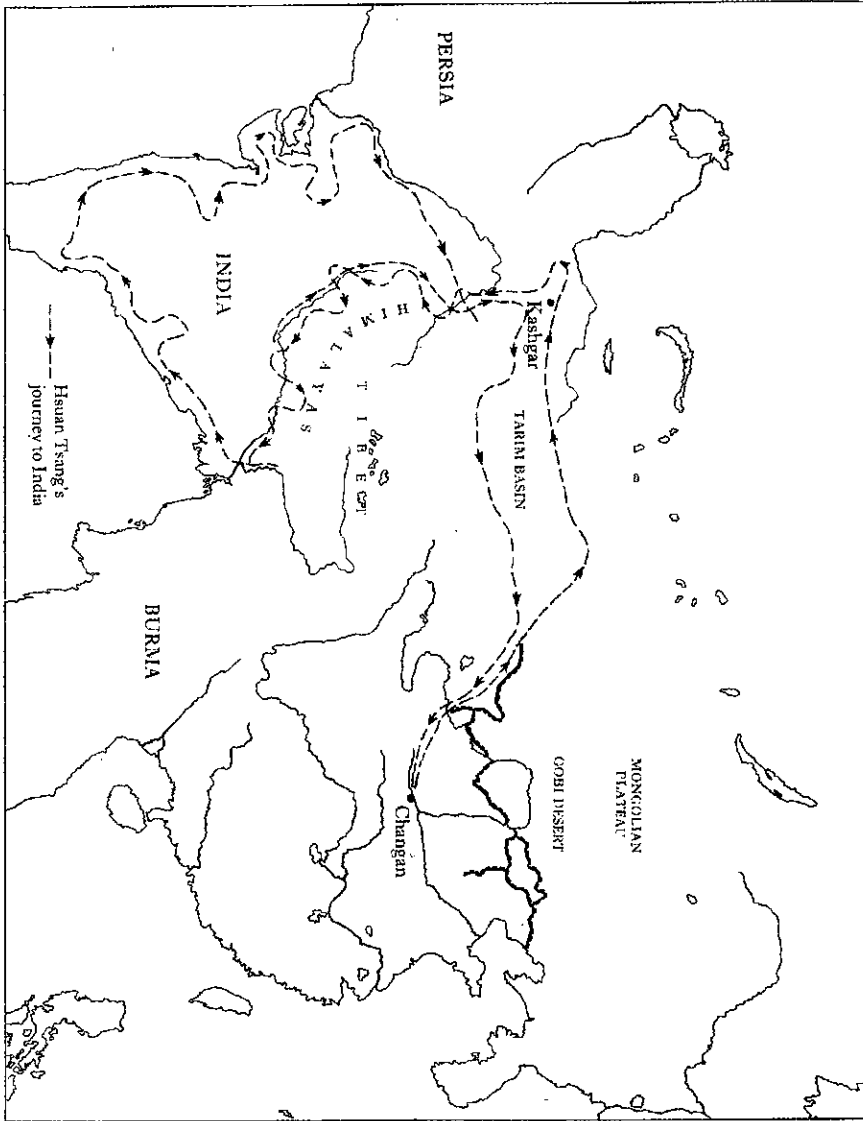 PERSIA
Kashgar
TARIM BASIN
MONGOLIAN
PLATEAU
GOBI DESERT
HIMALAYAS
TIBET
INDIA
Changan
BURMA
Hsuan Tsang's
journey to India